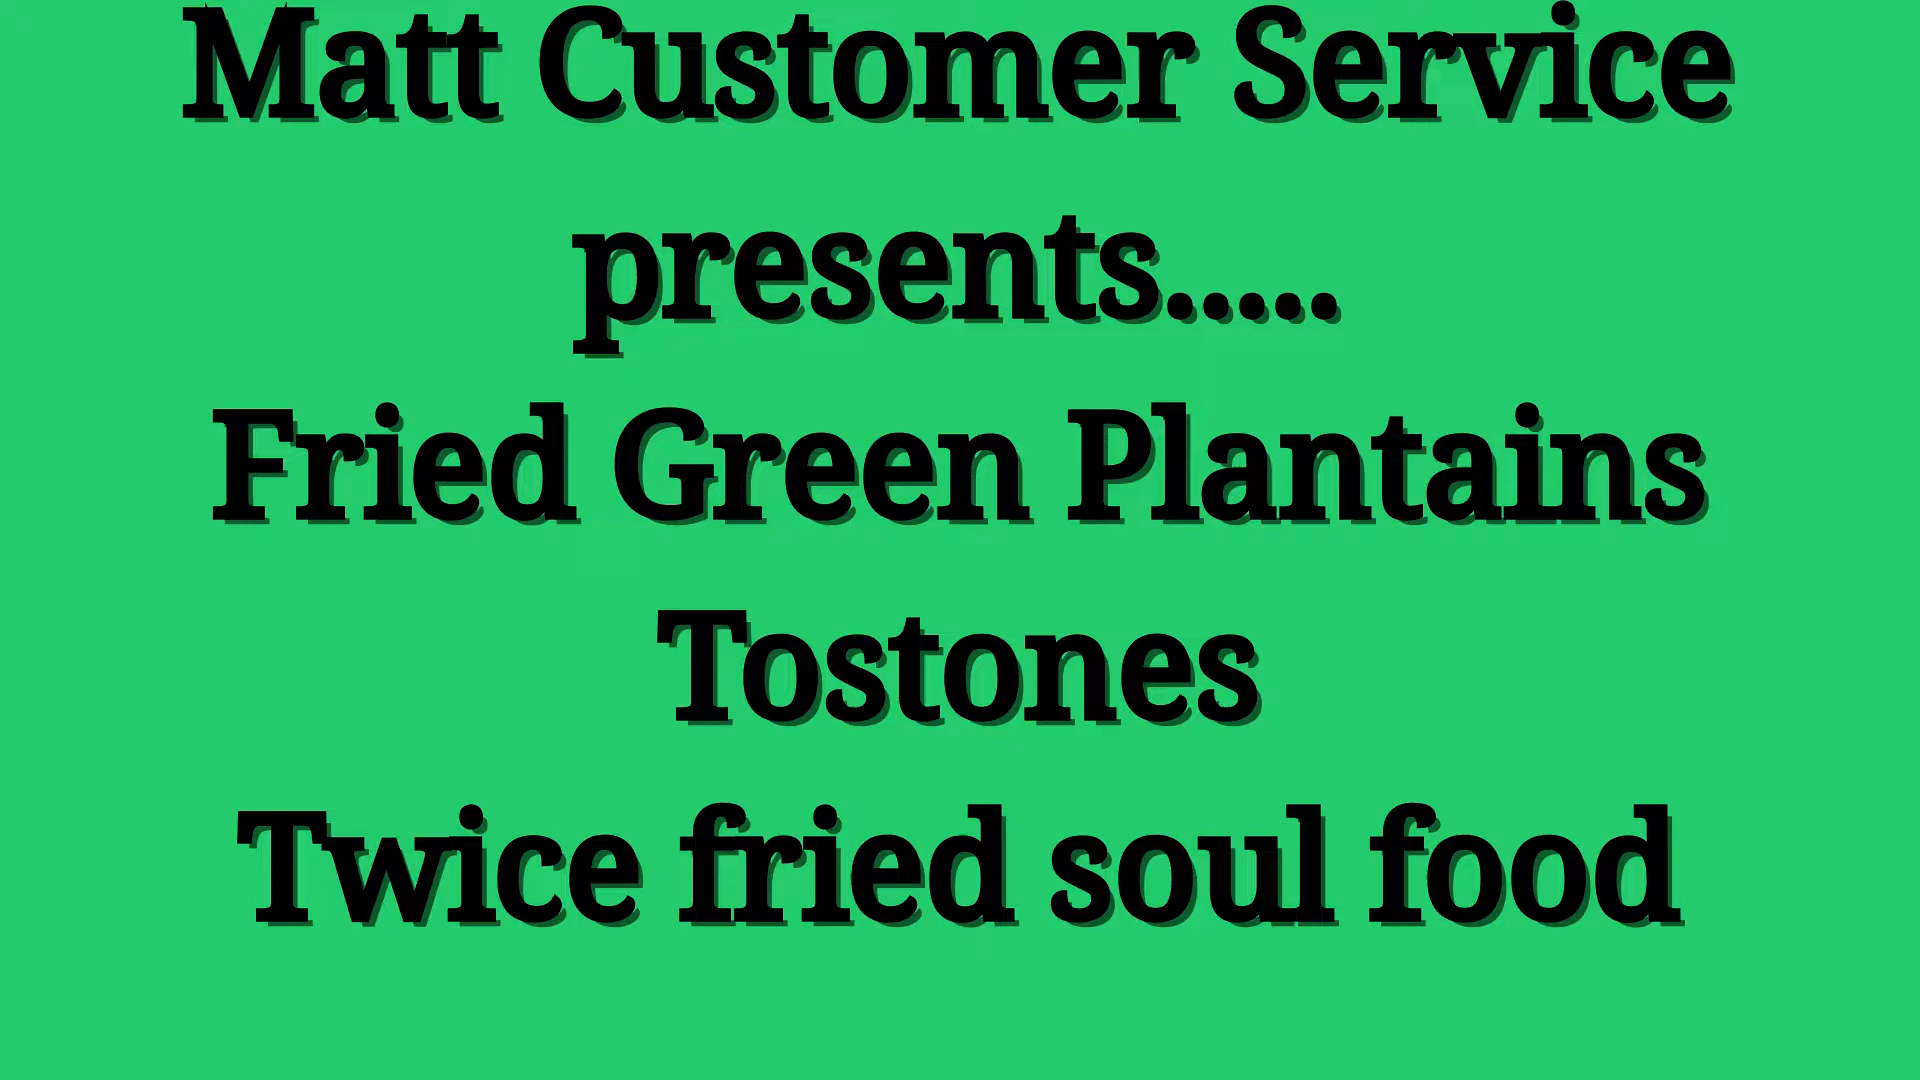 Matt Customer Service
presents.....
Fried Green Plantains
Tostones
Twice fried soul food